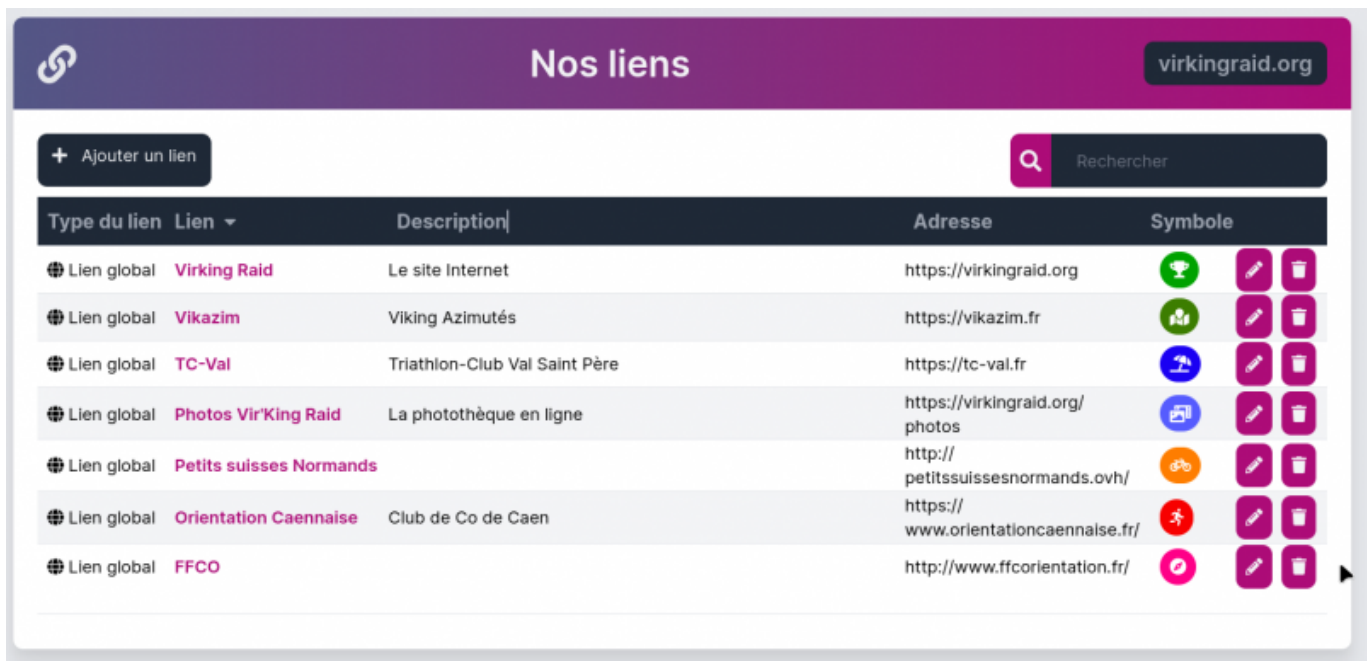 Nos liens
virkingraid.org
Ajouter un lien
Rechercher
Type du lien Lien Description Adresse Symbole
Lien global Virking Raid Le site Internet https://virkingraid.org
Lien global Vikazim Viking Azimutés https://vikazim.fr
Lien global TC-Val Triathlon-Club Val Saint Père https://tc-val.fr
Lien global Photos Vir'King Raid La photothèque en ligne https://virkingraid.org/
photos
Lien global Petits suisses Normands http://
petitssuissesnormands.ovh/
Lien global Orientation Caennaise Club de Co de Caen https://
www.orientationcaennaise.fr/
Lien global FFCO http://www.ffcorientation.fr/